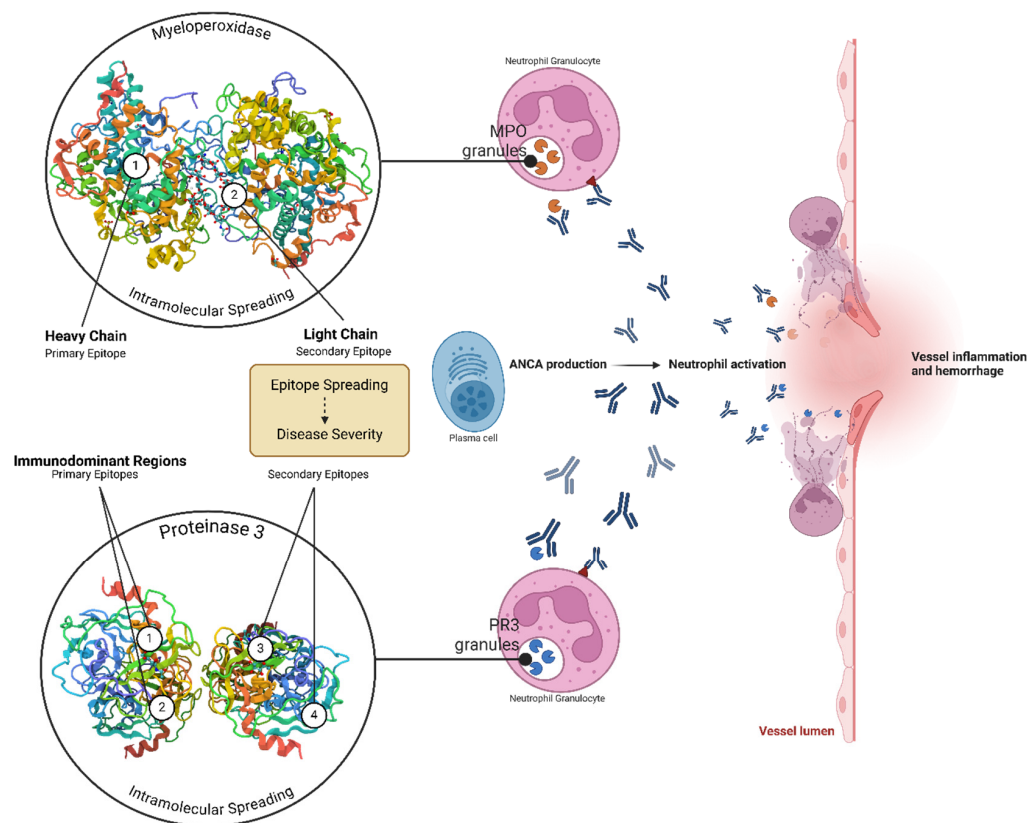 Myeloperoxidase
1
2
Intramolecular Spreading
Heavy Chain
Primary Epitope
Light Chain
Secondary Epitope
Epitope Spreading
Disease Severity
Immunodominant Regions
Primary Epitopes
Secondary Epitopes
Proteinase 3
1
2
3
4
Intramolecular Spreading
Neutrophil Granulocyte
MPO
granules
Plasma cell
ANCA production
Neutrophil activation
Vessel inflammation
and hemorrhage
PR3
granules
Neutrophil Granulocyte
Vessel lumen